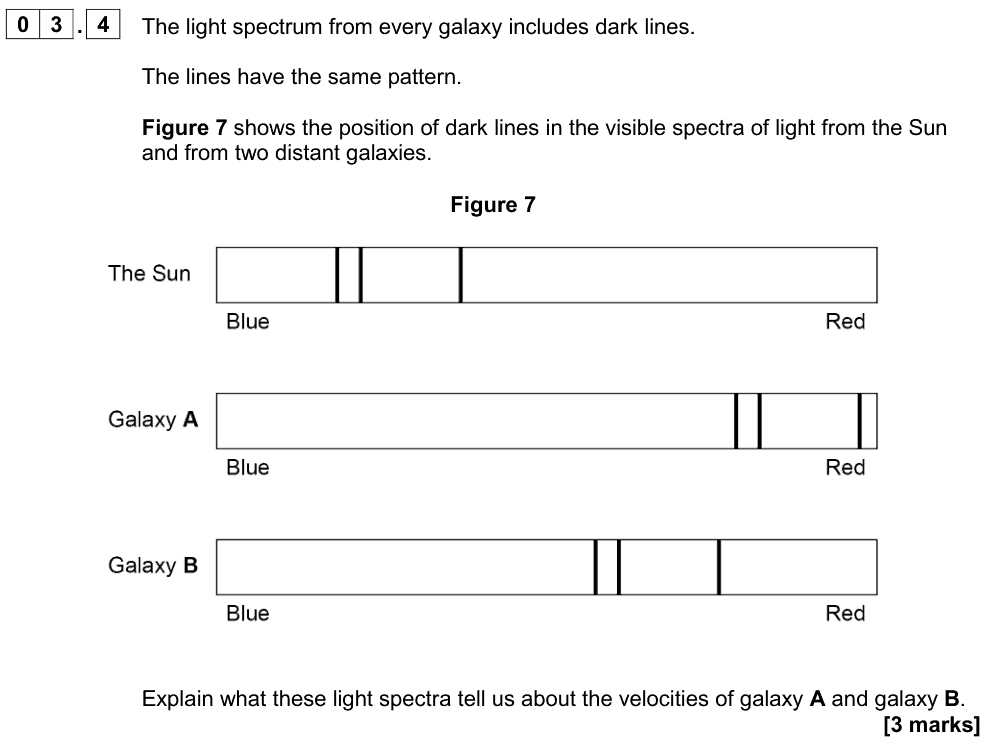 03.4 The light spectrum from every galaxy includes dark lines.
The lines have the same pattern.
Figure 7 shows the position of dark lines in the visible spectra of light from the Sun
and from two distant galaxies.
Figure 7
The Sun
Blue Red
Galaxy A
Blue Red
Galaxy B
Blue Red
Explain what these light spectra tell us about the velocities of galaxy A and galaxy B.
[3 marks]